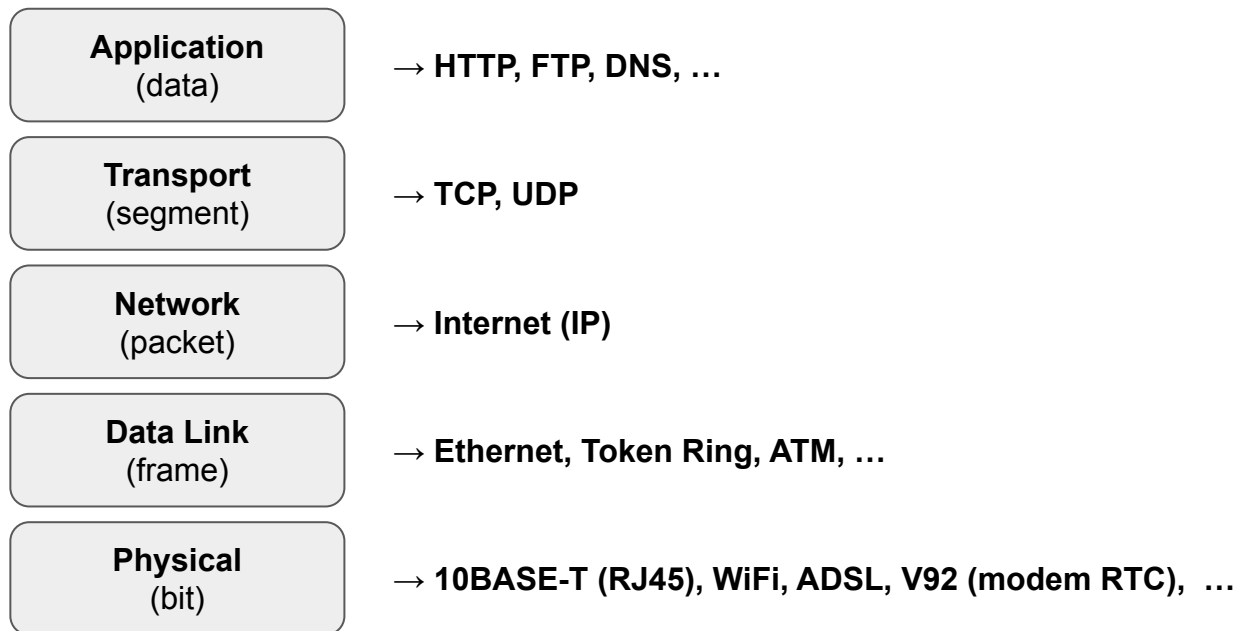 Application
(data)
→ HTTP, FTP, DNS, …
Transport
(segment)
→ TCP, UDP
Network
(packet)
→ Internet (IP)
Data Link
(frame)
→ Ethernet, Token Ring, ATM, …
Physical
(bit)
→ 10BASE-T (RJ45), WiFi, ADSL, V92 (modem RTC), …